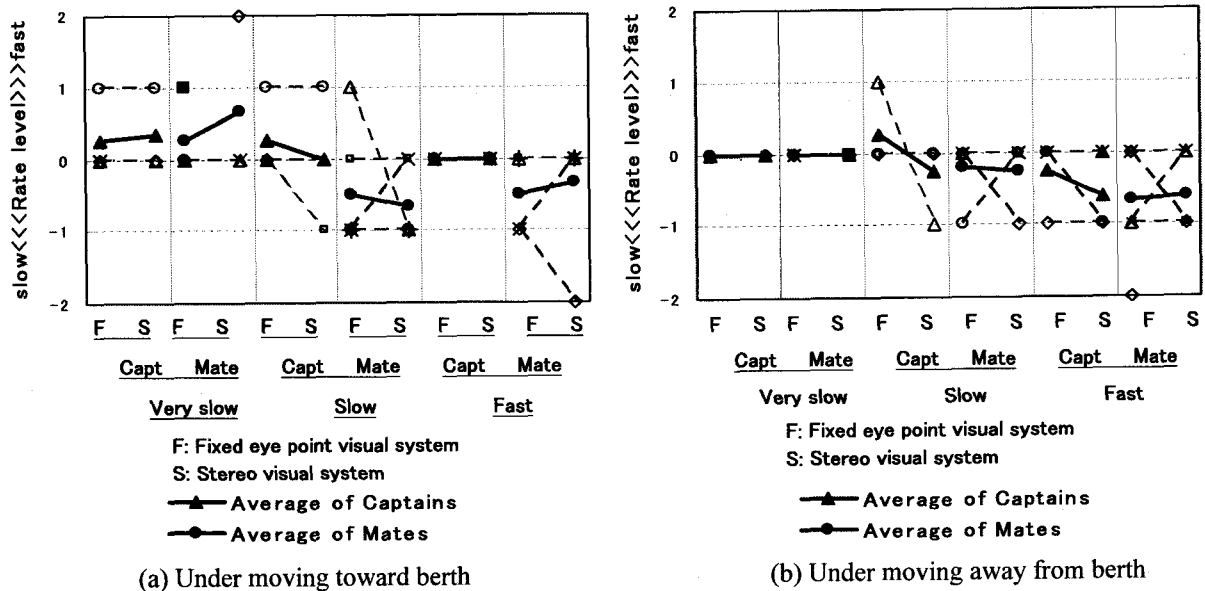 slow<<<Rate level>>>fast
2
1
0
-1
-2
F S F S F S F S F S F S
Capt Mate Capt Mate Capt Mate
Very slow Slow Fast
F: Fixed eye point visual system
S: Stereo visual system
Average of Captains
Average of Mates
(a) Under moving toward berth
slow<<<Rate level>>>fast
2
1
0
-1
-2
F S F S F S F S F S F S
Capt Mate Capt Mate Capt Mate
Very slow Slow Fast
F: Fixed eye point visual system
S: Stereo visual system
Average of Captains
Average of Mates
(b) Under moving away from berth